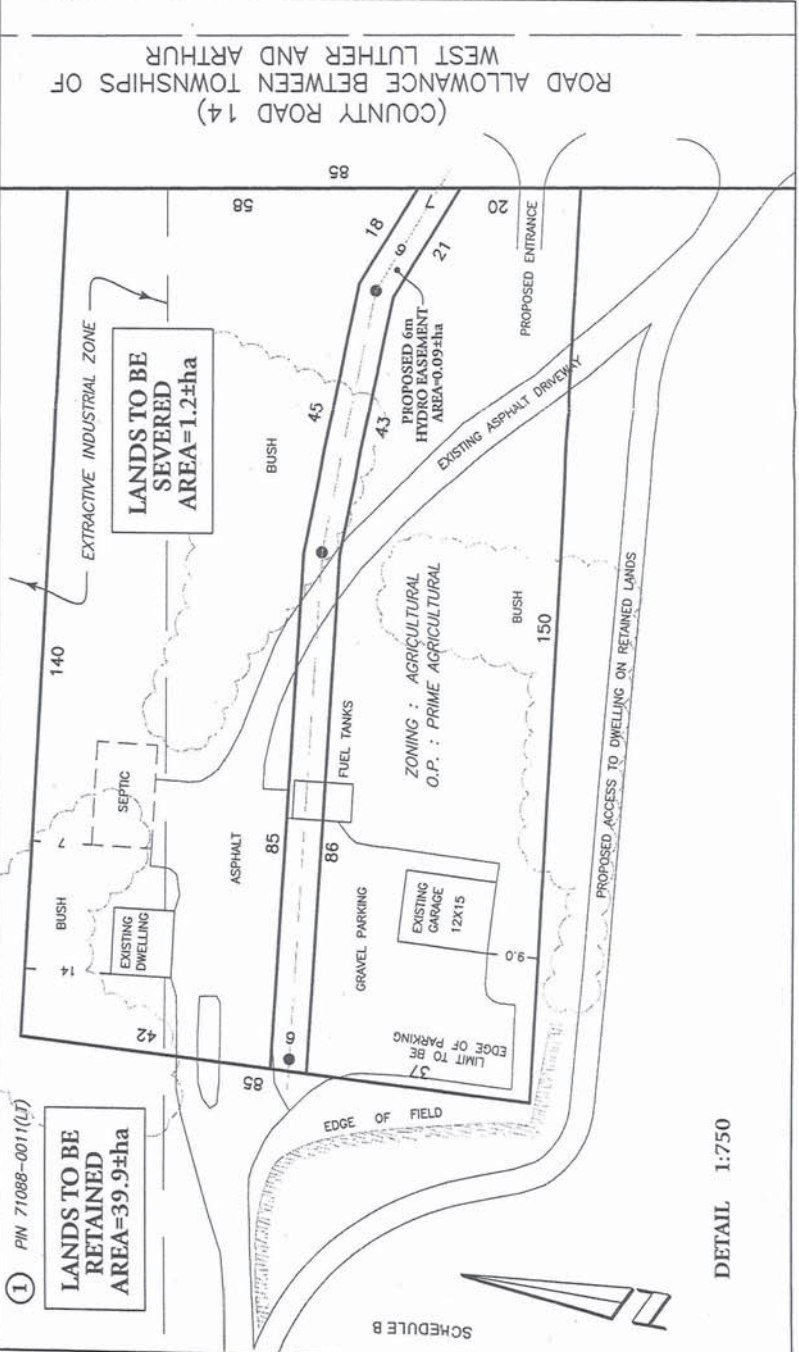 1
PIN 71088-0011(LT)
LANDS TO BE
RETAINED
AREA=39.9±ha
EXTRACTIVE INDUSTRIAL ZONE
LANDS TO BE
SEVERED
AREA=1.2±ha
(COUNTY ROAD 14)
ROAD ALLOWANCE BETWEEN TOWNSHIPS OF
WEST LUTHER AND ARTHUR
140
14
7
BUSH
SEPTIC
EXISTING
DWELLING
42
85
ASPHALT
BUSH
58
85
18
45
85
6
6
7
21
43
86
PROPOSED 6m
HYDRO EASEMENT
AREA=0.09±ha
20
PROPOSED ENTRANCE
EXISTING ASPHALT DRIVEWAY
FUEL TANKS
GRAVEL PARKING
EXISTING
GARAGE
12X15
9.0
ZONING : AGRICULTURAL
O.P. : PRIME AGRICULTURAL
BUSH
150
37
LIMIT TO BE
EDGE OF PARKING
EDGE OF FIELD
PROPOSED ACCESS TO DWELLING ON RETAINED LANDS
SCHEDULE B
DETAIL 1:750